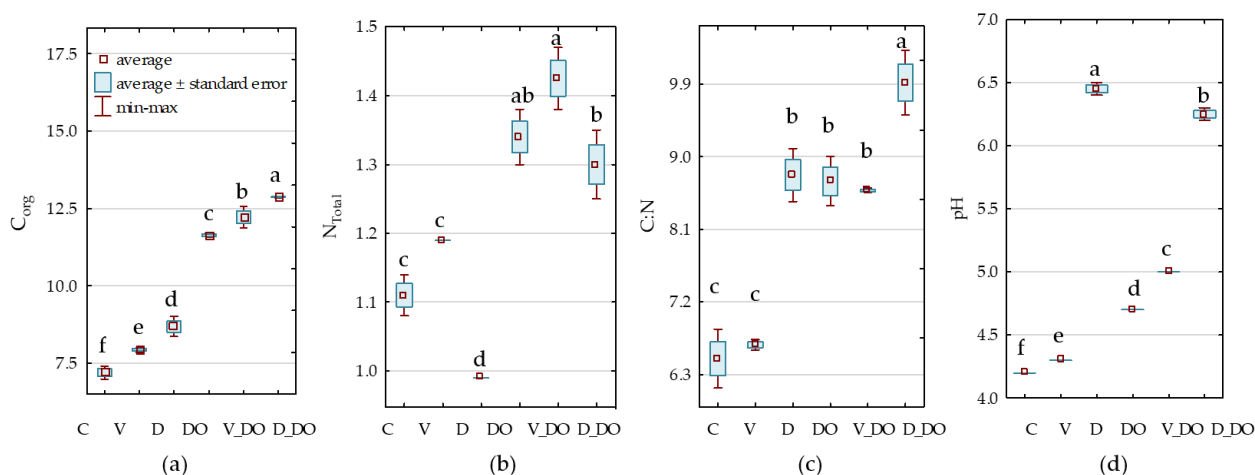 17.5
15.0
12.5
10.0
7.5
C_org
average
average ± standard error
min-max
f
e
d
c
b
a
C V D DO V_DO D_DO
(a)
1.5
1.4
1.3
1.2
1.1
1.0
N_Total
c
c
d
ab
a
b
C V D DO V_DO D_DO
(b)
9.9
9.0
8.1
7.2
6.3
C:N
c
c
b
b
b
a
C V D DO V_DO D_DO
(c)
7.0
6.5
6.0
5.5
5.0
4.5
4.0
pH
f
e
a
d
c
b
C V D DO V_DO D_DO
(d)